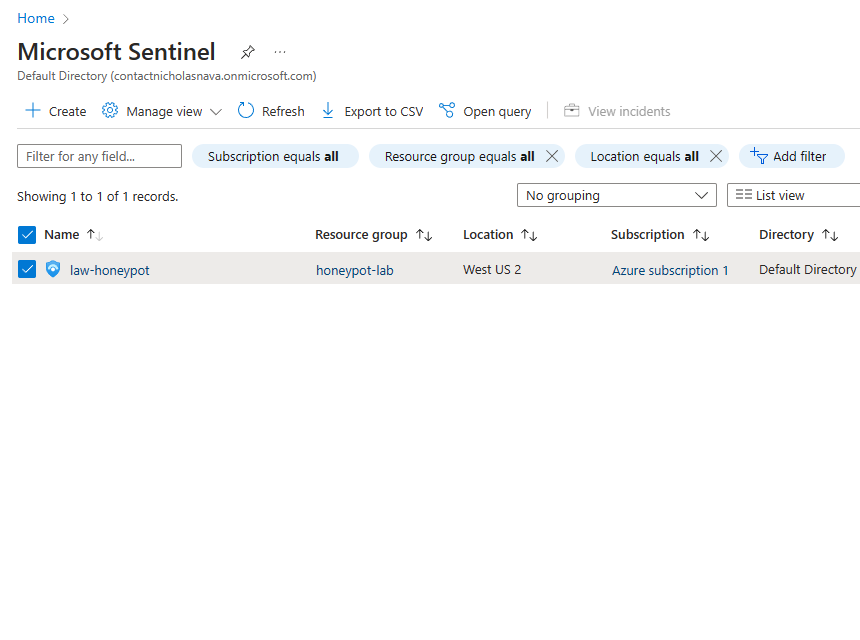 Home
Microsoft Sentinel
Default Directory (contactnicholasnava.onmicrosoft.com)
Create Manage view Refresh Export to CSV Open query View incidents
Filter for any field... Subscription equals all Resource group equals all Location equals all Add filter
Showing 1 to 1 of 1 records. No grouping List view
Name Resource group Location Subscription Directory
law-honeypot honeypot-lab West US 2 Azure subscription 1 Default Directory